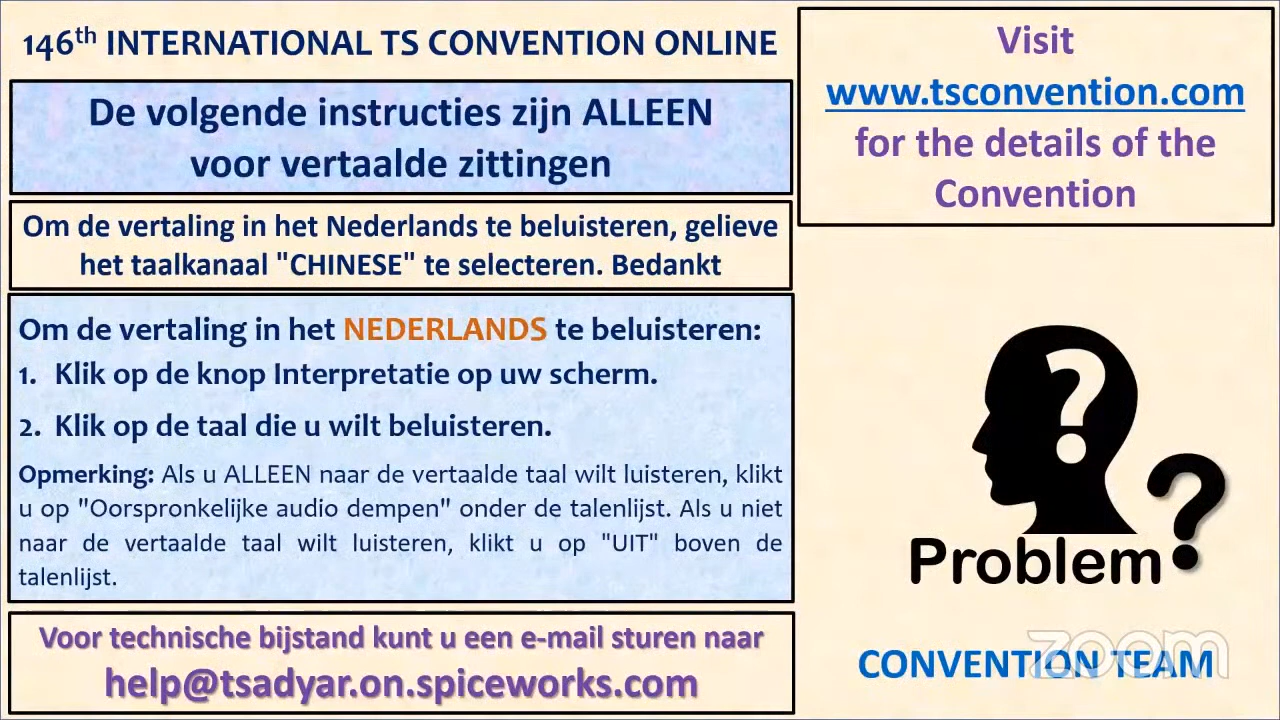 146th INTERNATIONAL TS CONVENTION ONLINE
De volgende instructies zijn ALLEEN
voor vertaalde zittingen
Om de vertaling in het Nederlands te beluisteren, gelieve
het taalkanaal "CHINESE" te selecteren. Bedankt
Om de vertaling in het NEDERLANDS te beluisteren:
1. Klik op de knop Interpretatie op uw scherm.
2. Klik op de taal die u wilt beluisteren.
Opmerking: Als u ALLEEN naar de vertaalde taal wilt luisteren, klikt
u op "Oorspronkelijke audio dempen" onder de talenlijst. Als u niet
naar de vertaalde taal wilt luisteren, klikt u op "UIT" boven de
talenlijst.
Voor technische bijstand kunt u een e-mail sturen naar
help@tsadyar.on.spiceworks.com
Visit
www.tsconvention.com
for the details of the
Convention
?
Problem?
CONVENTION TEAM
zoom